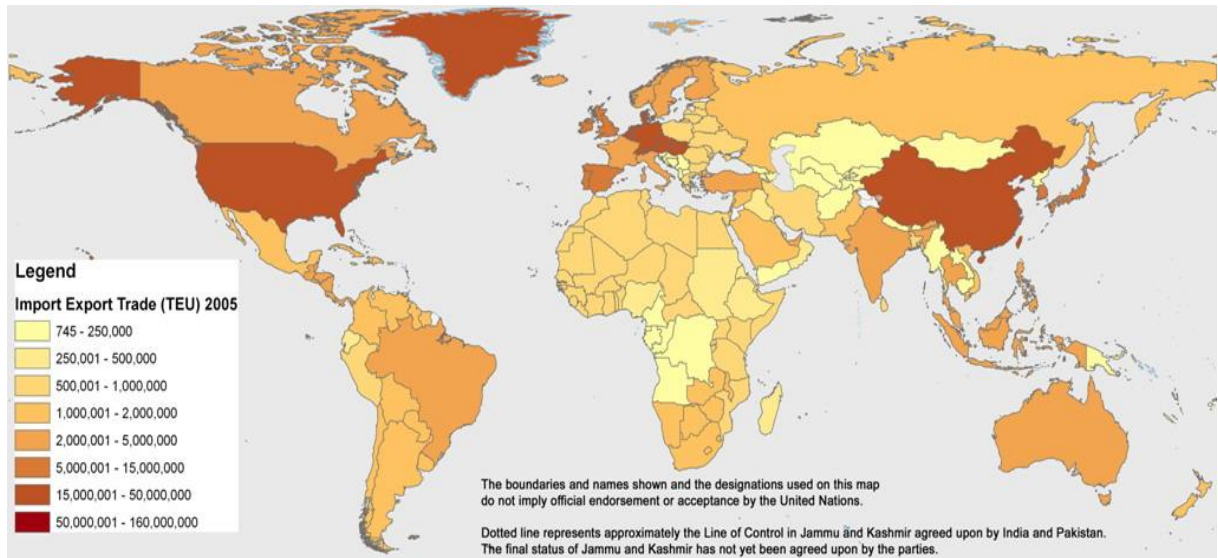 Legend
Import Export Trade (TEU) 2005
745 - 250,000
250,001 - 500,000
500,001 - 1,000,000
1,000,001 - 2,000,000
2,000,001 - 5,000,000
5,000,001 - 15,000,000
15,000,001 - 50,000,000
50,000,001 - 160,000,000
The boundaries and names shown and the designations used on this map
do not imply official endorsement or acceptance by the United Nations.
Dotted line represents approximately the Line of Control in Jammu and Kashmir agreed upon by India and Pakistan.
The final status of Jammu and Kashmir has not yet been agreed upon by the parties.